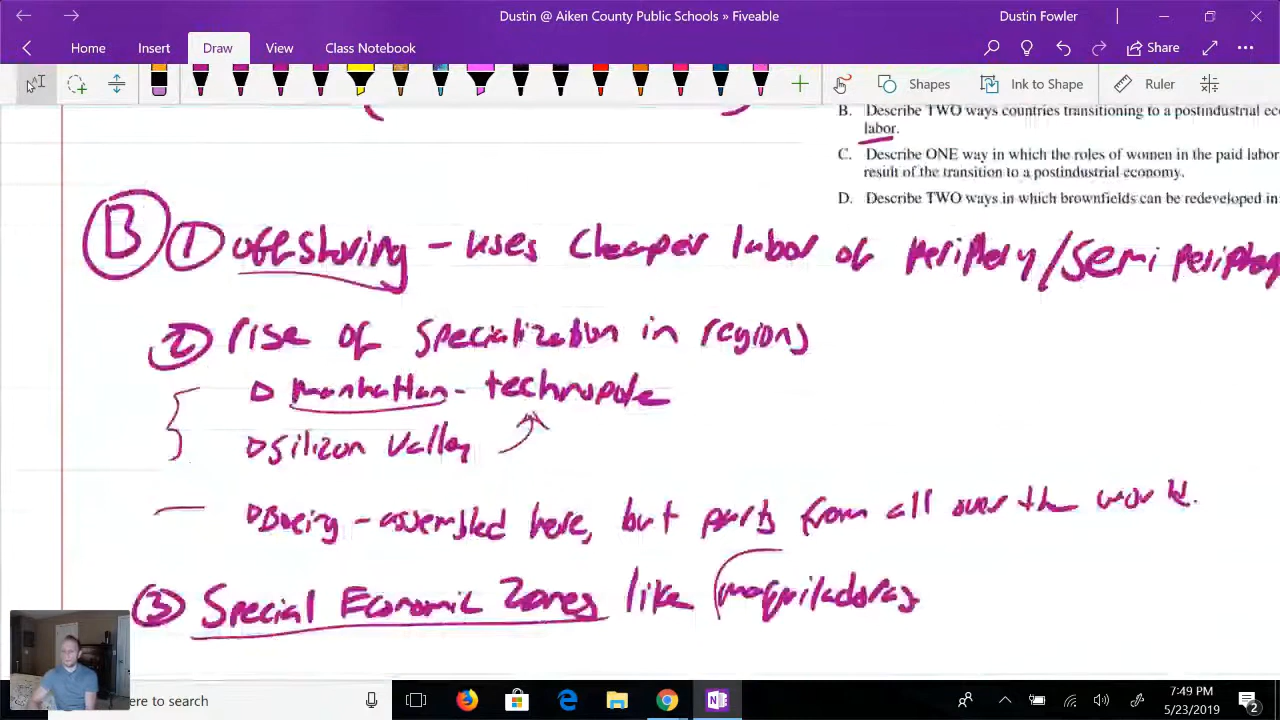 Dustin @ Aiken County Public Schools » Fiveable
Dustin Fowler
Home Insert Draw View Class Notebook
Share
Shapes Ink to Shape Ruler
B. Describe TWO ways countries transitioning to a postindustrial
labor.
C. Describe ONE way in which the roles of women in the paid labor
result of the transition to a postindustrial economy.
D. Describe TWO ways in which brownfields can be redeveloped in
B ① offshoring - uses cheaper labor of periphery/semi periphery
② rise of specialization in regions
manhattan - technopole
Silizon Valley
Boeing - assembled here, but parts from all over the world.
③ Special Economic Zones like maquiladoras
ere to search
7:49 PM
5/23/2019
2